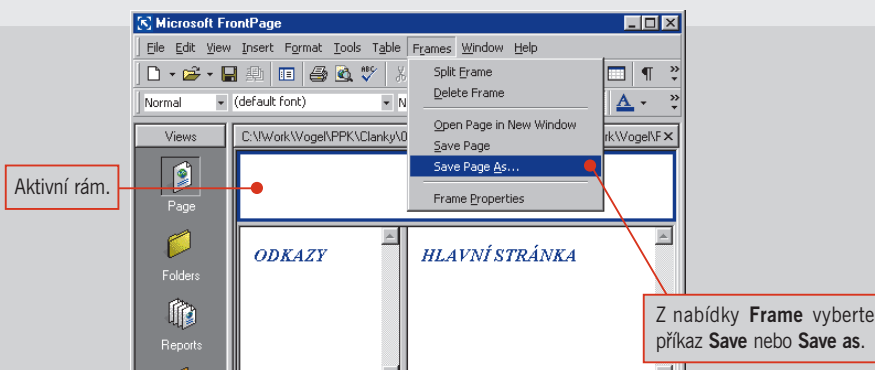 Microsoft FrontPage
File Edit View Insert Format Tools Table Frames Window Help
Split Frame
Delete Frame
Open Page in New Window
Save Page
Save Page As...
Frame Properties
Normal (default font) N A
Views C:\!Work\Vogel\PPK\Clanky\0 rk\Vogel\F
Aktivní rám.
Page
Folders
Reports
ODKAZY HLAVNÍ STRÁNKA
Z nabídky Frame vyberte
příkaz Save nebo Save as.